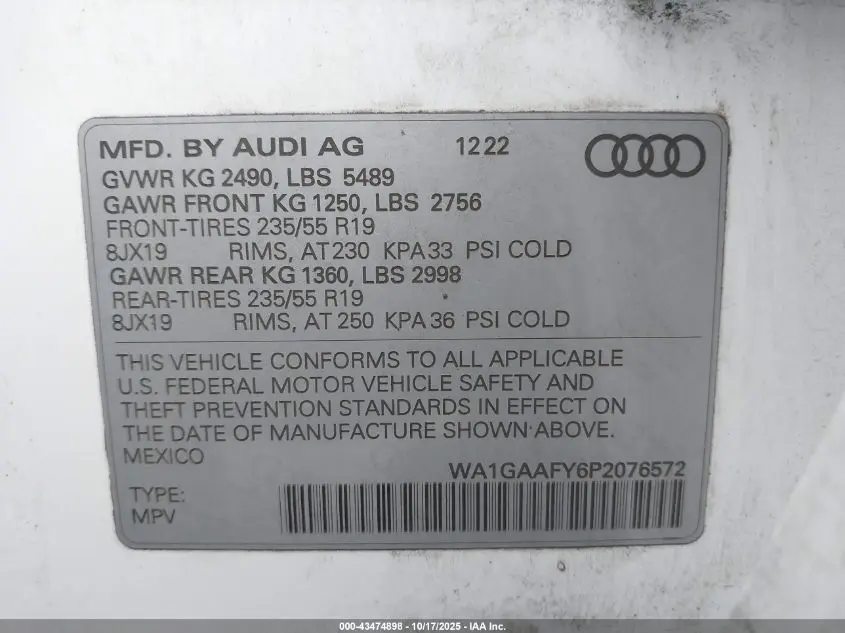 MFD. BY AUDI AG 1222
GVWR KG 2490, LBS 5489
GAWR FRONT KG 1250, LBS 2756
FRONT-TIRES 235/55 R19
8JX19 RIMS, AT 230 KPA 33 PSI COLD
GAWR REAR KG 1360, LBS 2998
REAR-TIRES 235/55 R19
8JX19 RIMS, AT 250 KPA 36 PSI COLD
THIS VEHICLE CONFORMS TO ALL APPLICABLE
U.S. FEDERAL MOTOR VEHICLE SAFETY AND
THEFT PREVENTION STANDARDS IN EFFECT ON
THE DATE OF MANUFACTURE SHOWN ABOVE.
MEXICO
WA1GAAFY6P2076572
TYPE:
MPV
000-43474898 - 10/17/2025 - IAA Inc.